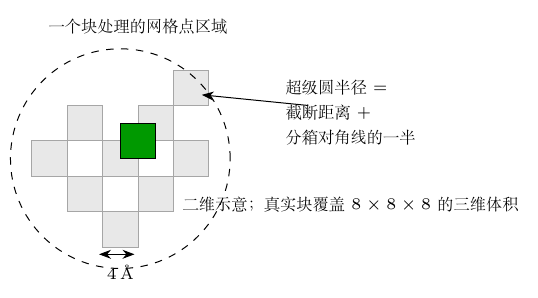 一个块处理的网格点区域
超级圆半径 =
截断距离 +
分箱对角线的一半
二维示意；真实块覆盖 8 × 8 × 8 的三维体积
4 Å